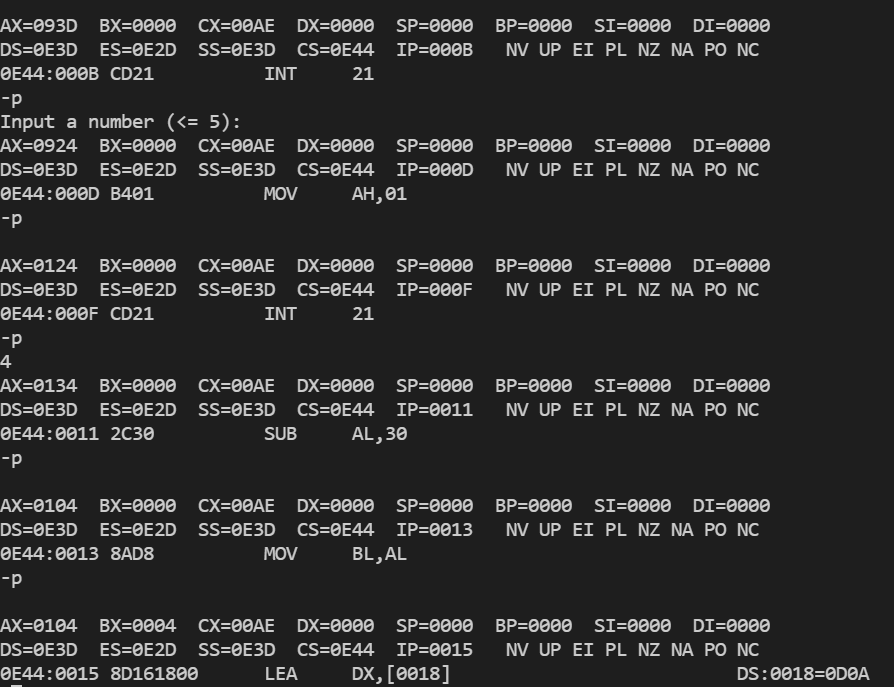 AX=093D  BX=0000  CX=00AE  DX=0000  SP=0000  BP=0000  SI=0000  DI=0000
DS=0E3D  ES=0E2D  SS=0E3D  CS=0E44  IP=000B   NV UP EI PL NZ NA PO NC
0E44:000B CD21          INT     21
-p
Input a number (<= 5):
AX=0924  BX=0000  CX=00AE  DX=0000  SP=0000  BP=0000  SI=0000  DI=0000
DS=0E3D  ES=0E2D  SS=0E3D  CS=0E44  IP=000D   NV UP EI PL NZ NA PO NC
0E44:000D B401          MOV     AH,01
-p
AX=0124  BX=0000  CX=00AE  DX=0000  SP=0000  BP=0000  SI=0000  DI=0000
DS=0E3D  ES=0E2D  SS=0E3D  CS=0E44  IP=000F   NV UP EI PL NZ NA PO NC
0E44:000F CD21          INT     21
-p
4
AX=0134  BX=0000  CX=00AE  DX=0000  SP=0000  BP=0000  SI=0000  DI=0000
DS=0E3D  ES=0E2D  SS=0E3D  CS=0E44  IP=0011   NV UP EI PL NZ NA PO NC
0E44:0011 2C30          SUB     AL,30
-p
AX=0104  BX=0000  CX=00AE  DX=0000  SP=0000  BP=0000  SI=0000  DI=0000
DS=0E3D  ES=0E2D  SS=0E3D  CS=0E44  IP=0013   NV UP EI PL NZ NA PO NC
0E44:0013 8AD8          MOV     BL,AL
-p
AX=0104  BX=0004  CX=00AE  DX=0000  SP=0000  BP=0000  SI=0000  DI=0000
DS=0E3D  ES=0E2D  SS=0E3D  CS=0E44  IP=0015   NV UP EI PL NZ NA PO NC
0E44:0015 8D161800      LEA     DX,[0018]                          DS:0018=0D0A